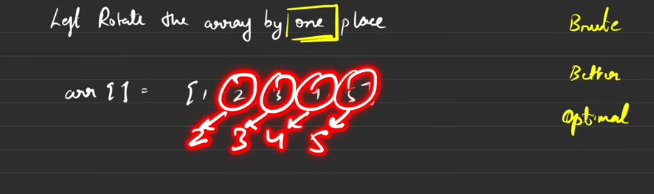 Left Rotate the array by one place
Brute
arr [ ] = [1, 2 3 4 5]
Better
2 3 4 5
Optimal